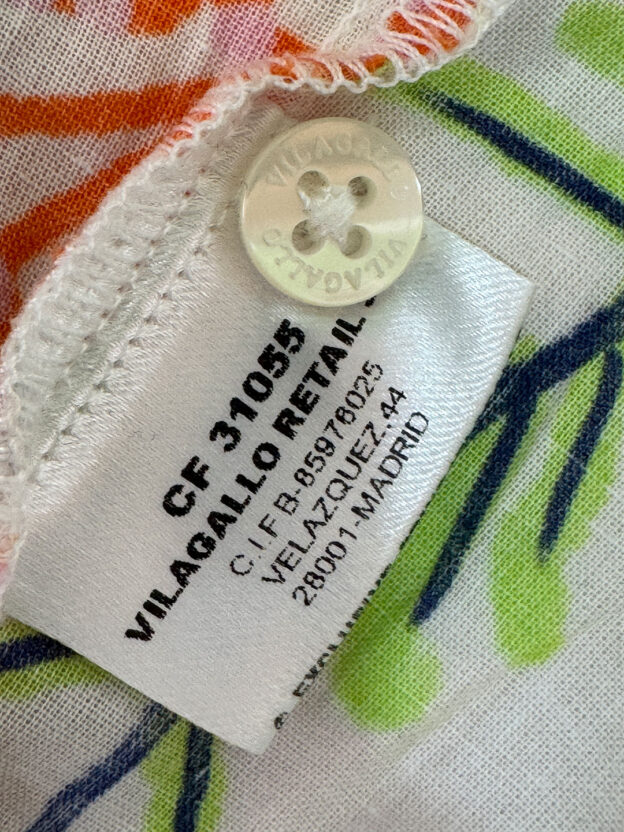 VILAGALLO
VILAGALLO
CF 31055
VILAGALLO RETAIL
C.I.F B-85978025
VELAZQUEZ.44
28001-MADRID